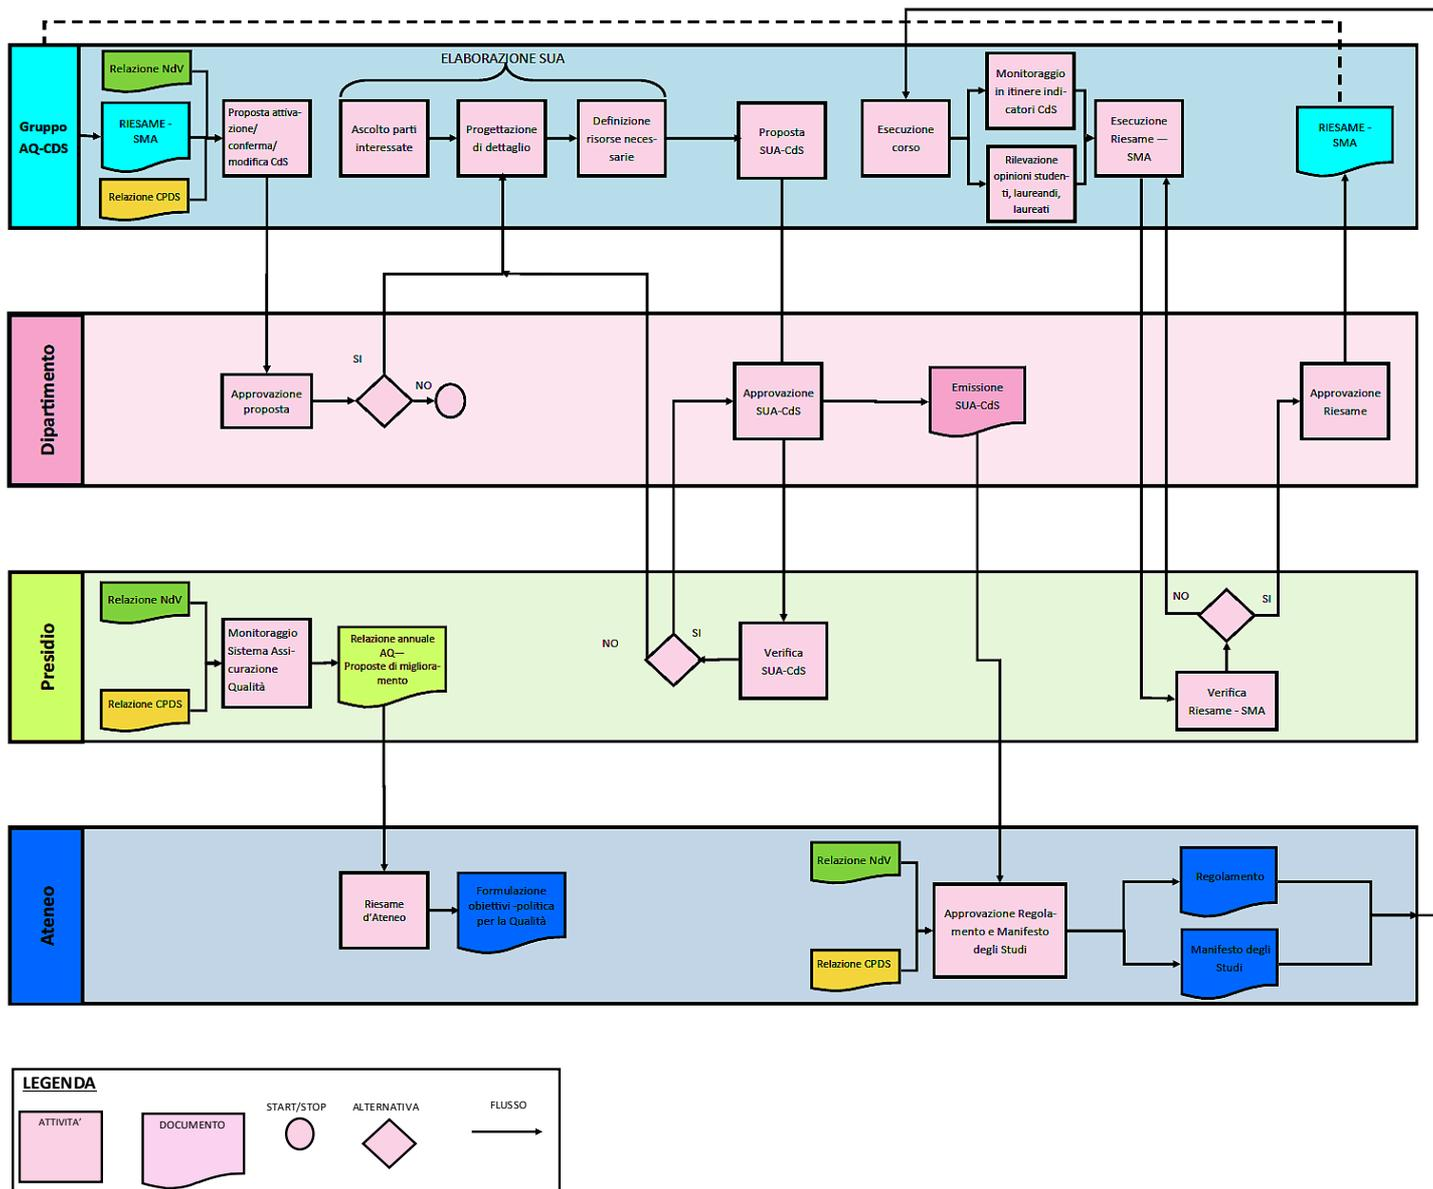 ELABORAZIONE SUA
Gruppo
AQ-CDS
Relazione NdV
RIESAME -
SMA
Relazione CPDS
Proposta attiva-
zione/
conferma/
modifica CdS
Ascolto parti
interessate
Progettazione
di dettaglio
Definizione
risorse neces-
sarie
Proposta
SUA-CdS
Esecuzione
corso
Monitoraggio
in itinere indi-
catori CdS
Rilevazione
opinioni studen-
ti, laureandi,
laureati
Esecuzione
Riesame —
SMA
RIESAME -
SMA
Dipartimento
Approvazione
proposta
SI
NO
Approvazione
SUA-CdS
Emissione
SUA-CdS
Approvazione
Riesame
Presidio
Relazione NdV
Relazione CPDS
Monitoraggio
Sistema Assi-
curazione
Qualità
Relazione annuale
AQ—
Proposte di migliora-
mento
NO
SI
Verifica
SUA-CdS
NO
SI
Verifica
Riesame - SMA
Ateneo
Riesame
d'Ateneo
Formulazione
obiettivi -politica
per la Qualità
Relazione NdV
Relazione CPDS
Approvazione Regola-
mento e Manifesto
degli Studi
Regolamento
Manifesto degli
Studi
LEGENDA
ATTIVITA'
DOCUMENTO
START/STOP
ALTERNATIVA
FLUSSO